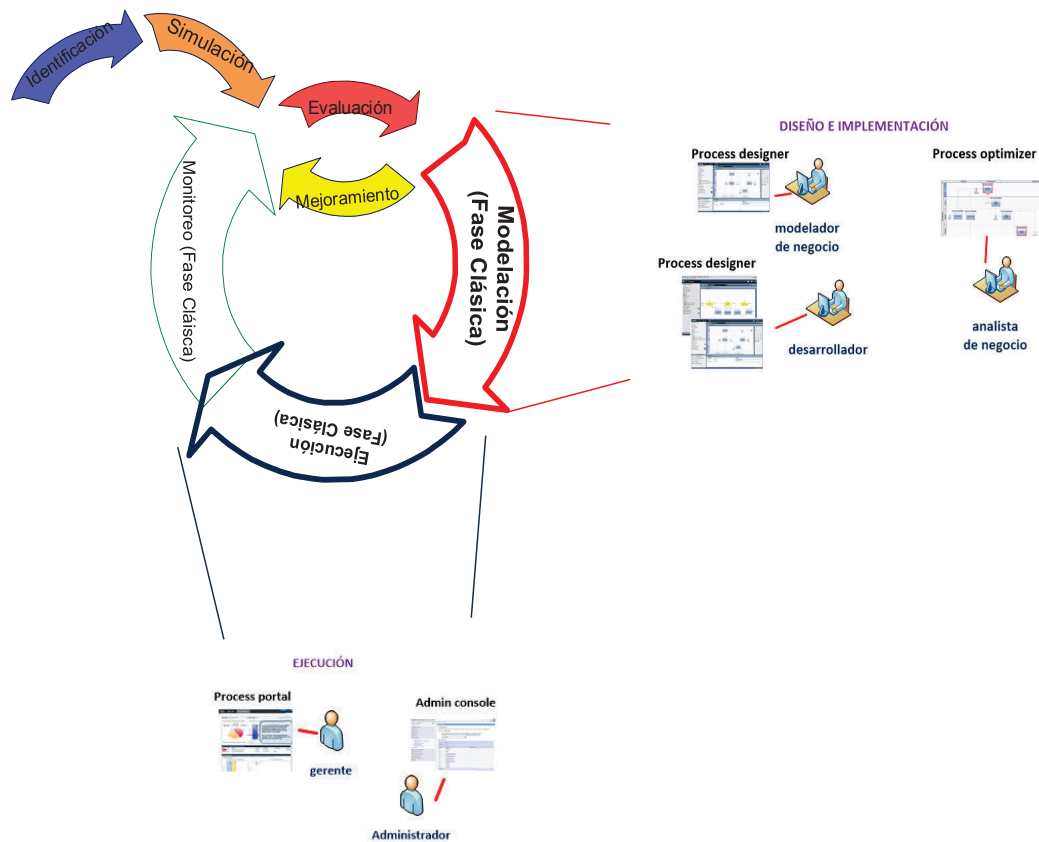 Identificación
Simulación
Evaluación
Mejoramiento
Modelación
(Fase Clásica)
Monitoreo (Fase Cláisca)
Ejecución
(Fase Clásica)
DISEÑO E IMPLEMENTACIÓN
Process designer
modelador
de negocio
Process optimizer
Process designer
desarrollador
analista
de negocio
EJECUCIÓN
Process portal
gerente
Admin console
Administrador